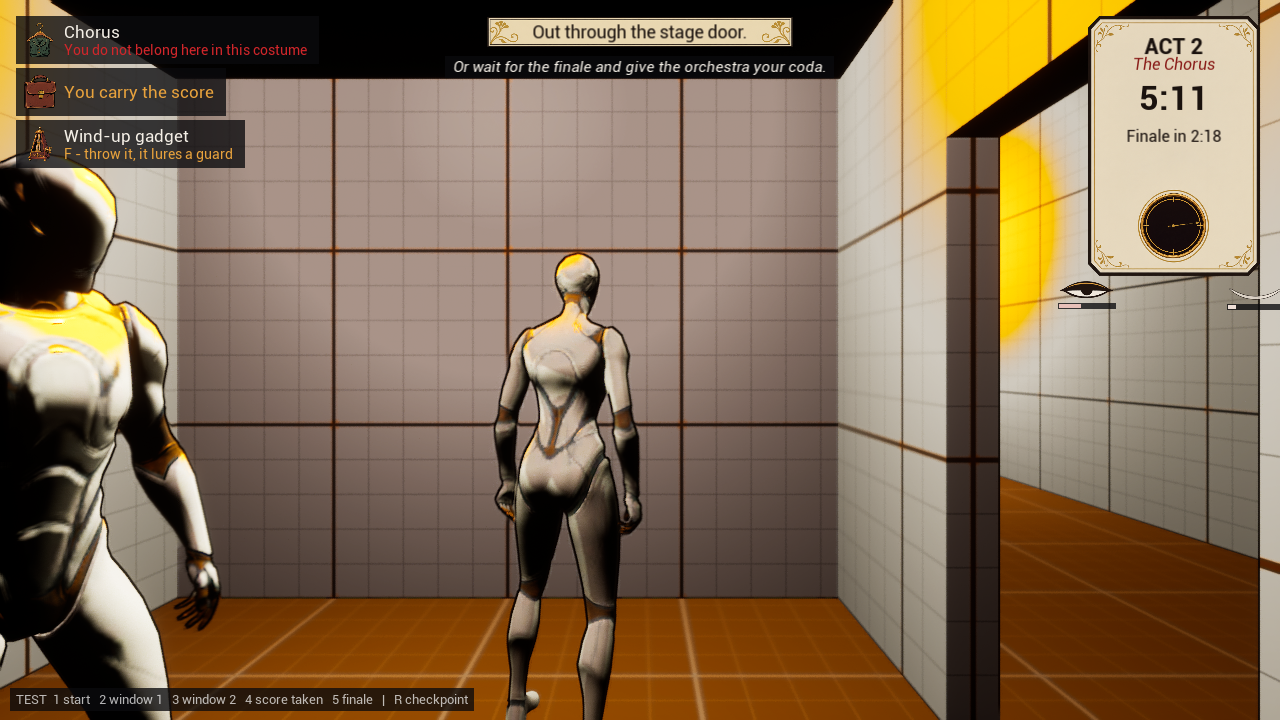 Chorus
You do not belong here in this costume
You carry the score
Wind-up gadget
F - throw it, it lures a guard
Out through the stage door.
Or wait for the finale and give the orchestra your coda.
ACT 2
The Chorus
5:11
Finale in 2:18
TEST 1 start 2 window 1 3 window 2 4 score taken 5 finale | R checkpoint